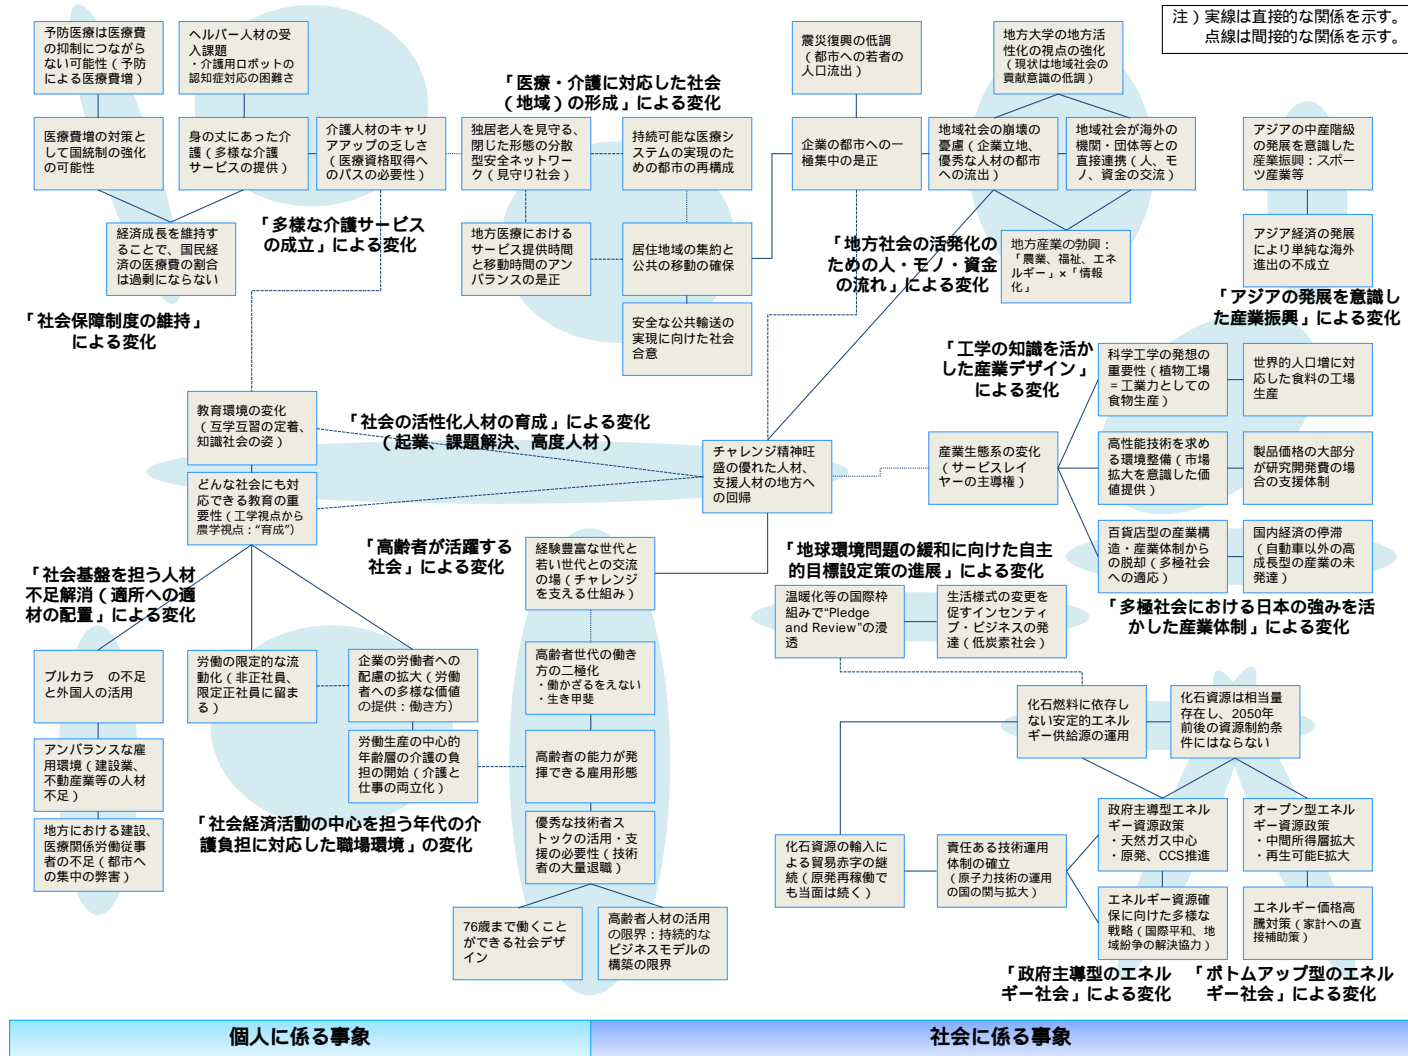 注）実線は直接的な関係を示す。
点線は間接的な関係を示す。
予防医療は医療費
の抑制につながら
ない可能性（予防
による医療費増）
ヘルパー人材の受
入課題
・介護用ロボットの
認知症対応の困難さ
医療費増の対策と
して国統制の強化
の可能性
身の丈にあった介
護（多様な介護
サービスの提供）
介護人材のキャリ
アアップの乏しさ
（医療資格取得へ
のパスの必要性）
経済成長を維持す
ることで、国民経
済の医療費の割合
は過剰にならない
「多様な介護サービス
の成立」による変化
「社会保障制度の維持」
による変化
「医療・介護に対応した社会
（地域）の形成」による変化
独居老人を見守る、
閉じた形態の分散
型安全ネットワー
ク（見守り社会）
持続可能な医療シ
ステムの実現のた
めの都市の再構成
地方医療における
サービス提供時間
と移動時間のアン
バランスの是正
居住地域の集約と
公共の移動の確保
安全な公共輸送の
実現に向けた社会
合意
震災復興の低調
（都市への若者の
人口流出）
企業の都市への一
極集中の是正
地方大学の地方活
性化の視点の強化
（現状は地域社会の
貢献意識の低調）
地域社会の崩壊の
憂慮（企業立地、
優秀な人材の都市
への流出）
地域社会が海外の
機関・団体等との
直接連携（人、モ
ノ、資金の交流）
「地方社会の活発化の
ための人・モノ・資金
の流れ」による変化
地方産業の勃興：
「農業、福祉、エネ
ルギー」×「情報
化」
アジアの中産階級
の発展を意識した
産業振興：スポー
ツ産業等
アジア経済の発展
により単純な海外
進出の不成立
「アジアの発展を意識し
た産業振興」による変化
「工学の知識を活か
した産業デザイン」
による変化
科学工学の発想の
重要性（植物工場
＝工業力としての
食物生産）
世界的人口増に対
応した食料の工場
生産
教育環境の変化
（互学互習の定着、
知識社会の姿）
「社会の活性化人材の育成」による変化
（起業、課題解決、高度人材）
どんな社会にも対
応できる教育の重
要性（工学視点から
農学視点：“育成”）
チャレンジ精神旺
盛の優れた人材、
支援人材の地方へ
の回帰
産業生態系の変化
（サービスレイ
ヤーの主導権）
高性能技術を求め
る環境整備（市場
拡大を意識した価
値提供）
製品価格の大部分
が研究開発費の場
合の支援体制
百貨店型の産業構
造・産業体制から
の脱却（多極社会
への適応）
国内経済の停滞
（自動車以外の高
成長型の産業の未
発達）
「多極社会における日本の強みを活
かした産業体制」による変化
「社会基盤を担う人材
不足解消（適所への適
材の配置」による変化
「高齢者が活躍する
社会」による変化
経験豊富な世代と
若い世代との交流
の場（チャレンジ
を支える仕組み）
「地球環境問題の緩和に向けた自主
的目標設定策の進展」による変化
温暖化等の国際枠
組みで“Pledge
and Review”の浸
透
生活様式の変更を
促すインセンティ
ブ・ビジネスの発
達（低炭素社会）
ブルカラ　の不足
と外国人の活用
労働の限定的な流
動化（非正社員、
限定正社員に留ま
る）
企業の労働者への
配慮の拡大（労働
者への多様な価値
の提供：働き方）
高齢者世代の働き
方の二極化
・働かざるをえない
・生き甲斐
アンバランスな雇
用環境（建設業、
不動産業等の人材
不足）
労働生産の中心的
年齢層の介護の負
担の開始（介護と
仕事の両立化）
高齢者の能力が発
揮できる雇用形態
地方における建設、
医療関係労働従事
者の不足（都市へ
の集中の弊害）
「社会経済活動の中心を担う年代の介
護負担に対応した職場環境」の変化
優秀な技術者ス
トックの活用・支
援の必要性（技術
者の大量退職）
76歳まで働くこと
ができる社会デザ
イン
高齢者人材の活用
の限界：持続的な
ビジネスモデルの
構築の限界
化石燃料に依存し
ない安定的エネル
ギー供給源の運用
化石資源は相当量
存在し、2050年
前後の資源制約条
件にはならない
化石資源の輸入に
よる貿易赤字の継
続（原発再稼働で
も当面は続く）
責任ある技術運用
体制の確立
（原子力技術の運用
の国の関与拡大）
政府主導型エネル
ギー資源政策
・天然ガス中心
・原発、CCS推進
オープン型エネル
ギー資源政策
・中間所得層拡大
・再生可能E拡大
エネルギー資源確
保に向けた多様な
戦略（国際平和、地
域紛争の解決協力）
エネルギー価格高
騰対策（家計への直
接補助策）
「政府主導型のエネル
ギー社会」による変化
「ボトムアップ型のエネル
ギー社会」による変化
個人に係る事象
社会に係る事象